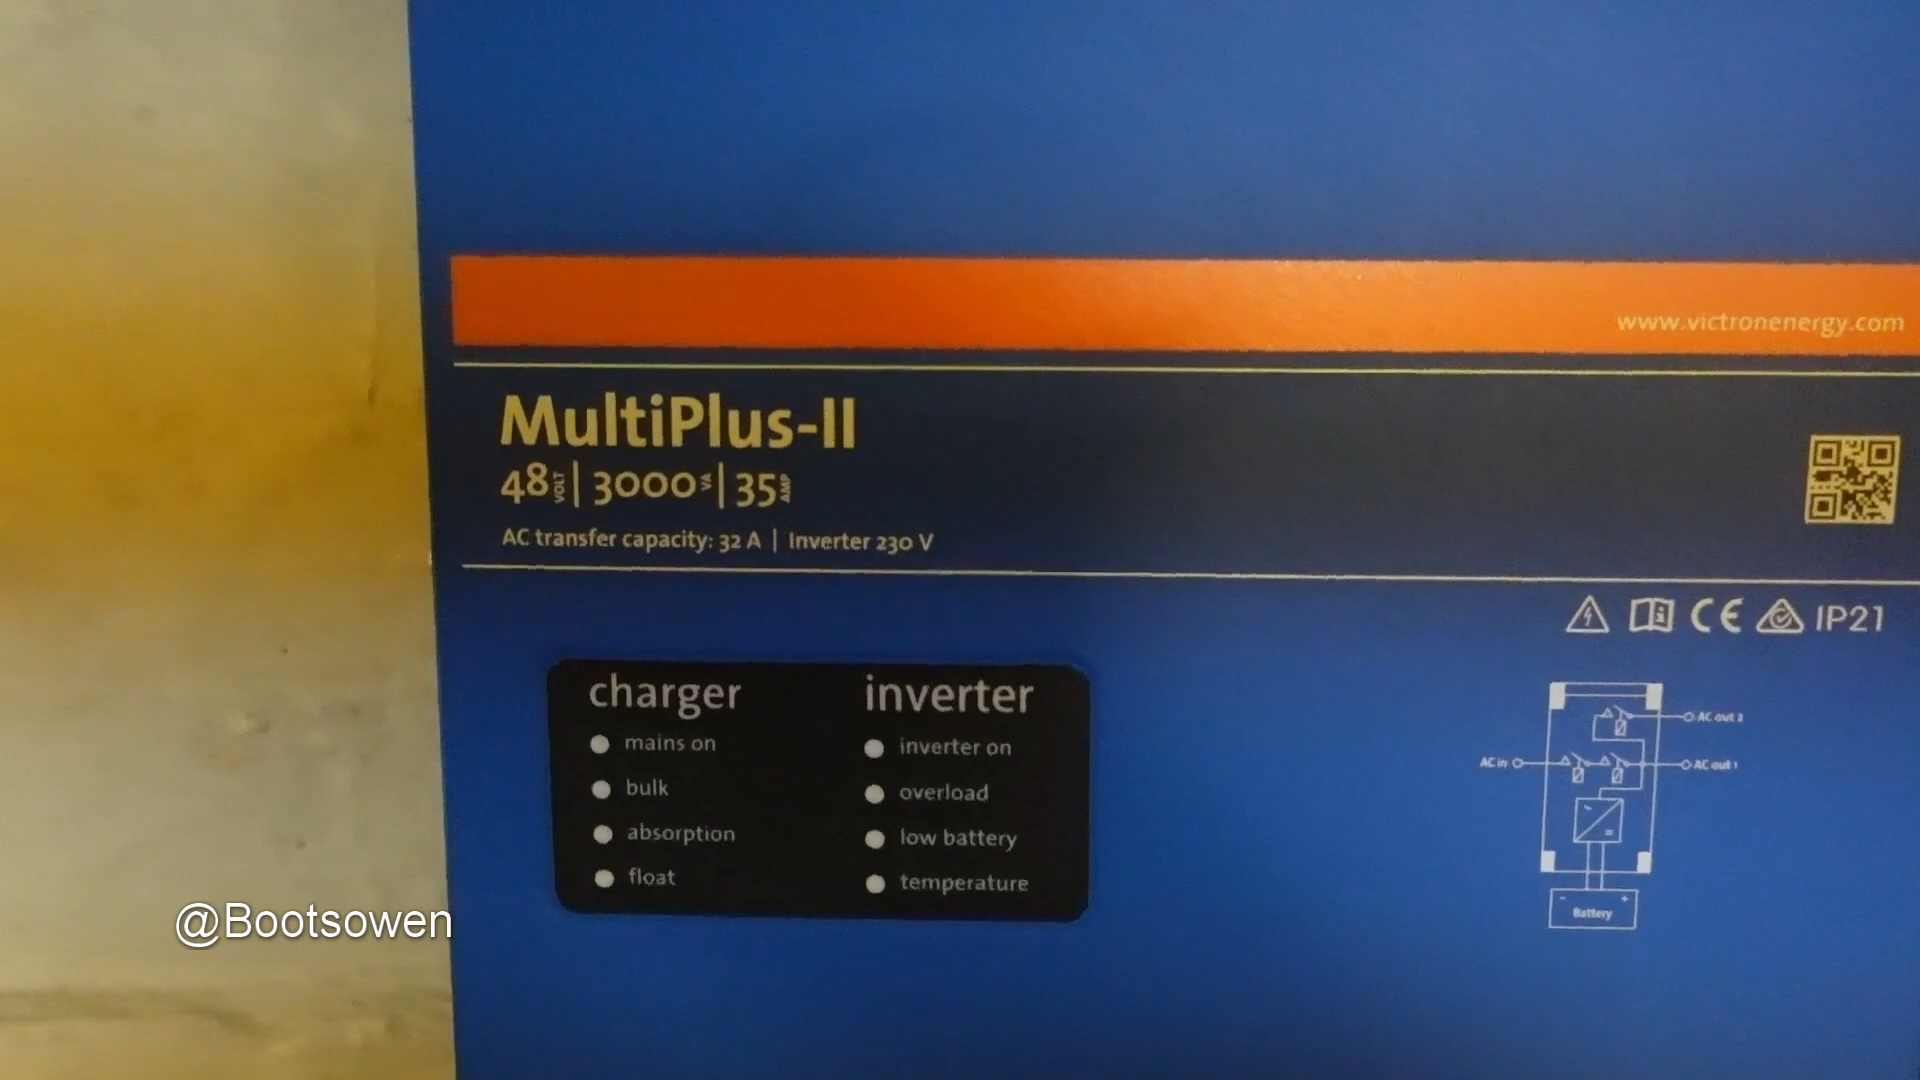 www.victronenergy.com
MultiPlus-II
48 VOLT | 3000 VA | 35 AMP
AC transfer capacity: 32 A | Inverter 230 V
CE IP21
charger
mains on
bulk
absorption
float
inverter
inverter on
overload
low battery
temperature
AC out 2
AC in
AC out 1
- +
Battery
@Bootsowen